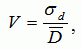 V = σ_d / D̅ ,